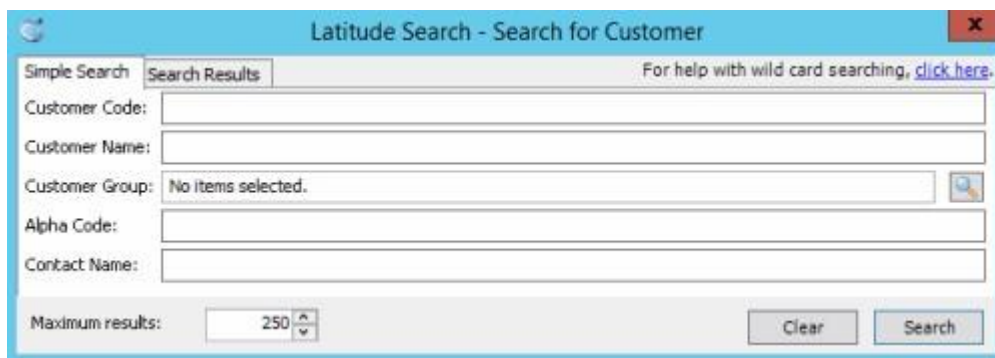 Latitude Search - Search for Customer
x
Simple Search Search Results For help with wild card searching, click here.
Customer Code:
Customer Name:
Customer Group: No items selected.
Alpha Code:
Contact Name:
Maximum results: 250 Clear Search